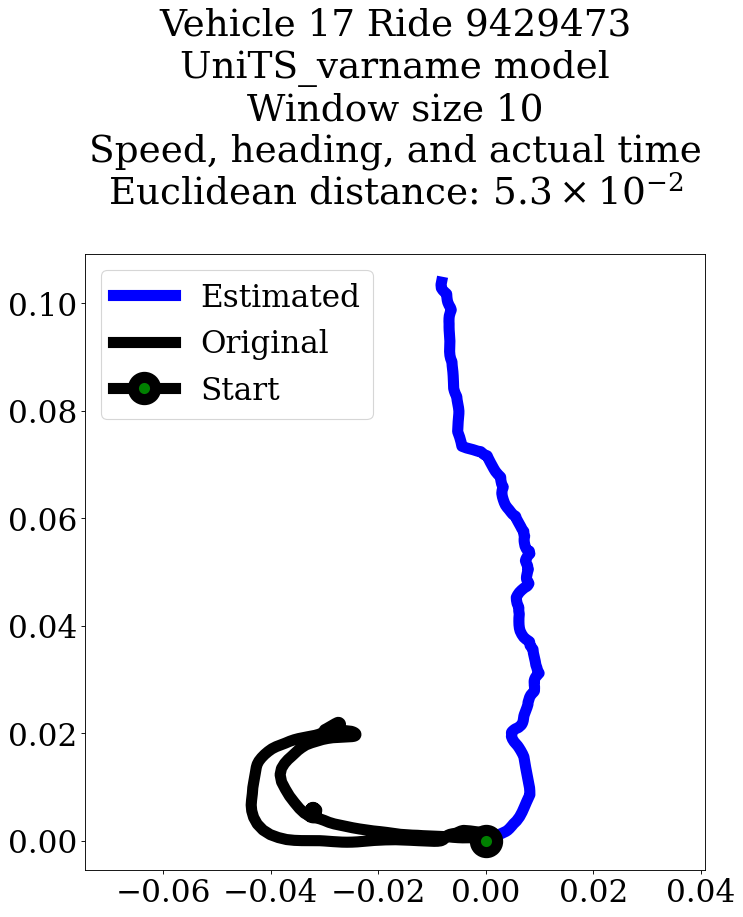 Vehicle 17 Ride 9429473
UniTS_varname model
Window size 10
Speed, heading, and actual time
Euclidean distance: 5.3 × 10⁻²
Estimated
Original
Start
0.10
0.08
0.06
0.04
0.02
0.00
−0.06 −0.04 −0.02 0.00 0.02 0.04